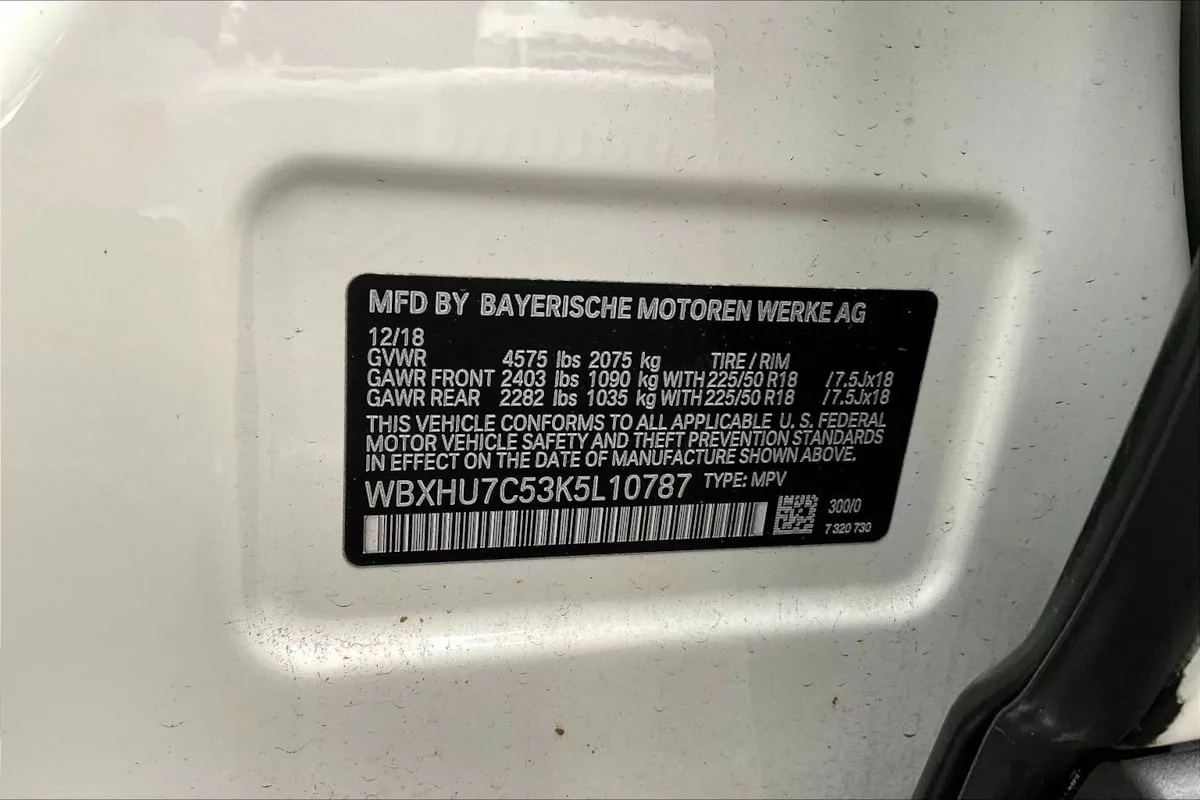 MFD BY BAYERISCHE MOTOREN WERKE AG
12/18
GVWR 4575 lbs 2075 kg TIRE / RIM
GAWR FRONT 2403 lbs 1090 kg WITH 225/50 R18 /7.5Jx18
GAWR REAR 2282 lbs 1035 kg WITH 225/50 R18 /7.5Jx18
THIS VEHICLE CONFORMS TO ALL APPLICABLE U. S. FEDERAL
MOTOR VEHICLE SAFETY AND THEFT PREVENTION STANDARDS
IN EFFECT ON THE DATE OF MANUFACTURE SHOWN ABOVE.
WBXHU7C53K5L10787 TYPE: MPV
300/0
7 320 730